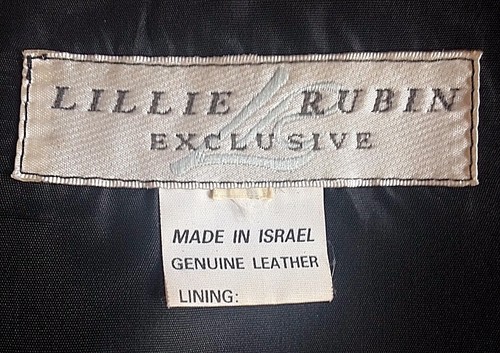 LILLIE RUBIN
EXCLUSIVE
MADE IN ISRAEL
GENUINE LEATHER
LINING: